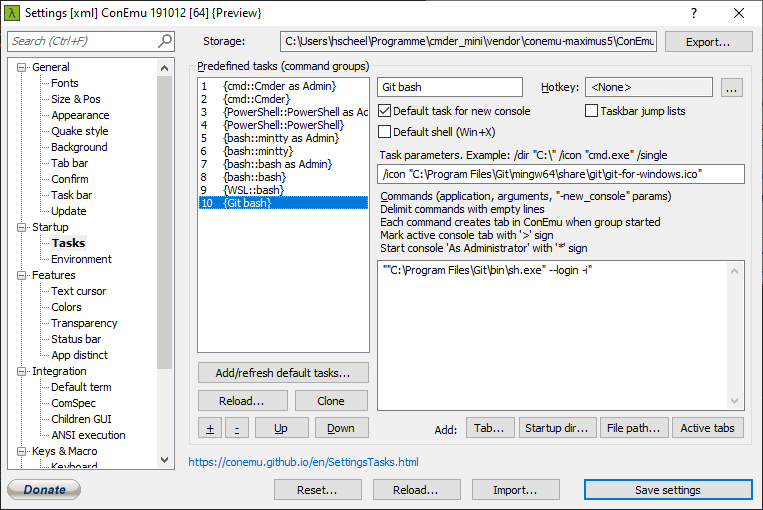 Settings [xml] ConEmu 191012 [64] {Preview}
Search (Ctrl+F)
Storage:
C:\Users\hscheel\Programme\cmder_mini\vendor\conemu-maximus5\ConEmu
Export...
General
Fonts
Size & Pos
Appearance
Quake style
Background
Tab bar
Confirm
Task bar
Update
Startup
Tasks
Environment
Features
Text cursor
Colors
Transparency
Status bar
App distinct
Integration
Default term
ComSpec
Children GUI
ANSI execution
Keys & Macro
Keyboard
Predefined tasks (command groups)
1 {cmd::Cmder as Admin}
2 {cmd::Cmder}
3 {PowerShell::PowerShell as Ad
4 {PowerShell::PowerShell}
5 {bash::mintty as Admin}
6 {bash::mintty}
7 {bash::bash as Admin}
8 {bash::bash}
9 {WSL::bash}
10 {Git bash}
Add/refresh default tasks...
Reload...
Clone
+
-
Up
Down
Git bash
Hotkey:
<None>
...
Default task for new console
Taskbar jump lists
Default shell (Win+X)
Task parameters. Example: /dir "C:\" /icon "cmd.exe" /single
/icon "C:\Program Files\Git\mingw64\share\git\git-for-windows.ico"
Commands (application, arguments, "-new_console" params)
Delimit commands with empty lines
Each command creates tab in ConEmu when group started
Mark active console tab with '>' sign
Start console 'As Administrator' with '*' sign
""C:\Program Files\Git\bin\sh.exe" --login -i"
Add:
Tab...
Startup dir...
File path...
Active tabs
https://conemu.github.io/en/SettingsTasks.html
Donate
Reset...
Reload...
Import...
Save settings